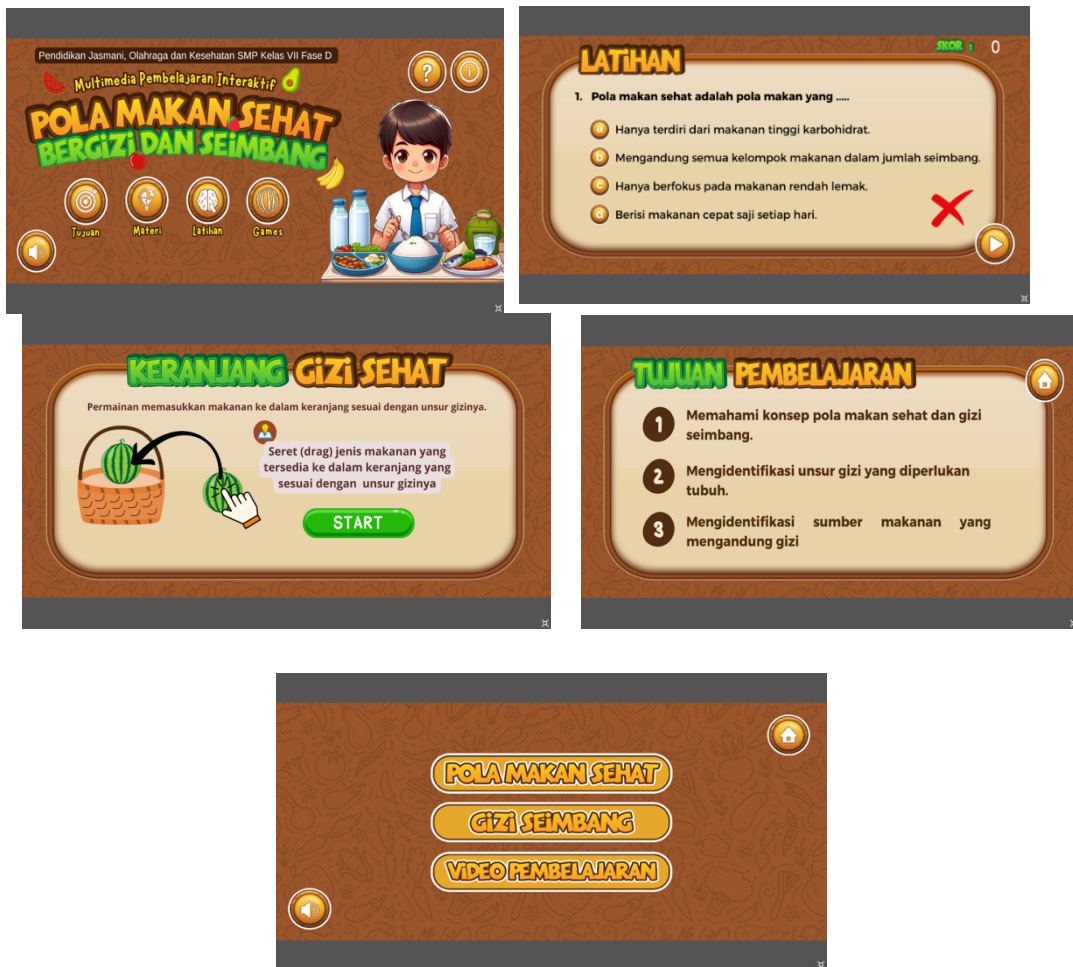 Pendidikan Jasmani, Olahraga dan Kesehatan SMP Kelas VII Fase D
Multimedia Pembelajaran Interaktif
POLA MAKAN SEHAT
BERGIZI DAN SEIMBANG
?
i
Tujuan
Materi
Latihan
Games
LATIHAN
SKOR : 0
1. Pola makan sehat adalah pola makan yang .....
a Hanya terdiri dari makanan tinggi karbohidrat.
b Mengandung semua kelompok makanan dalam jumlah seimbang.
c Hanya berfokus pada makanan rendah lemak.
d Berisi makanan cepat saji setiap hari.
KERANJANG GIZI SEHAT
Permainan memasukkan makanan ke dalam keranjang sesuai dengan unsur gizinya.
Seret (drag) jenis makanan yang
tersedia ke dalam keranjang yang
sesuai dengan unsur gizinya
START
TUJUAN PEMBELAJARAN
1 Memahami konsep pola makan sehat dan gizi
seimbang.
2 Mengidentifikasi unsur gizi yang diperlukan
tubuh.
3 Mengidentifikasi sumber makanan yang
mengandung gizi
POLA MAKAN SEHAT
GIZI SEIMBANG
VIDEO PEMBELAJARAN